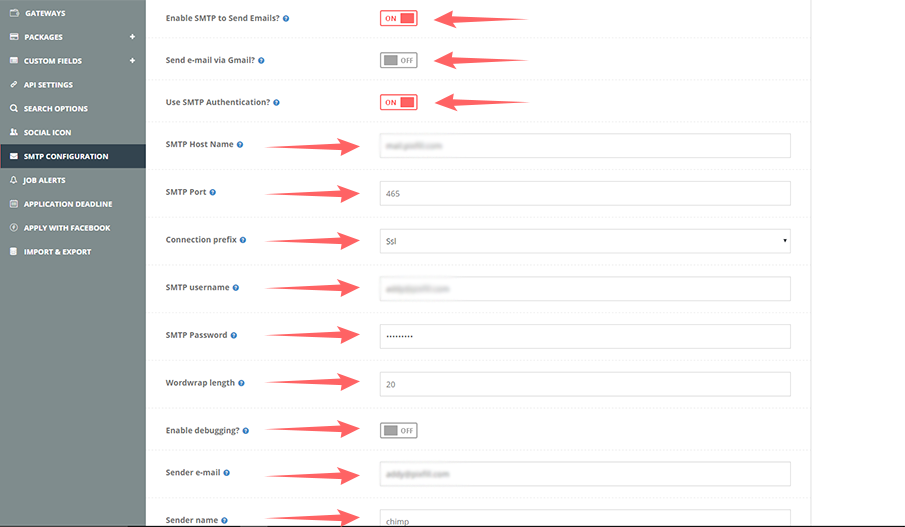 GATEWAYS
PACKAGES +
CUSTOM FIELDS +
API SETTINGS
SEARCH OPTIONS
SOCIAL ICON
SMTP CONFIGURATION
JOB ALERTS
APPLICATION DEADLINE
APPLY WITH FACEBOOK
IMPORT & EXPORT
Enable SMTP to Send Emails? ? ON
Send e-mail via Gmail? ? OFF
Use SMTP Authentication? ? ON
SMTP Host Name ?
SMTP Port ? 465
Connection prefix ? Ssl
SMTP username ?
SMTP Password ? •••••••••
Wordwrap length ? 20
Enable debugging? ? OFF
Sender e-mail ?
Sender name ? chimp